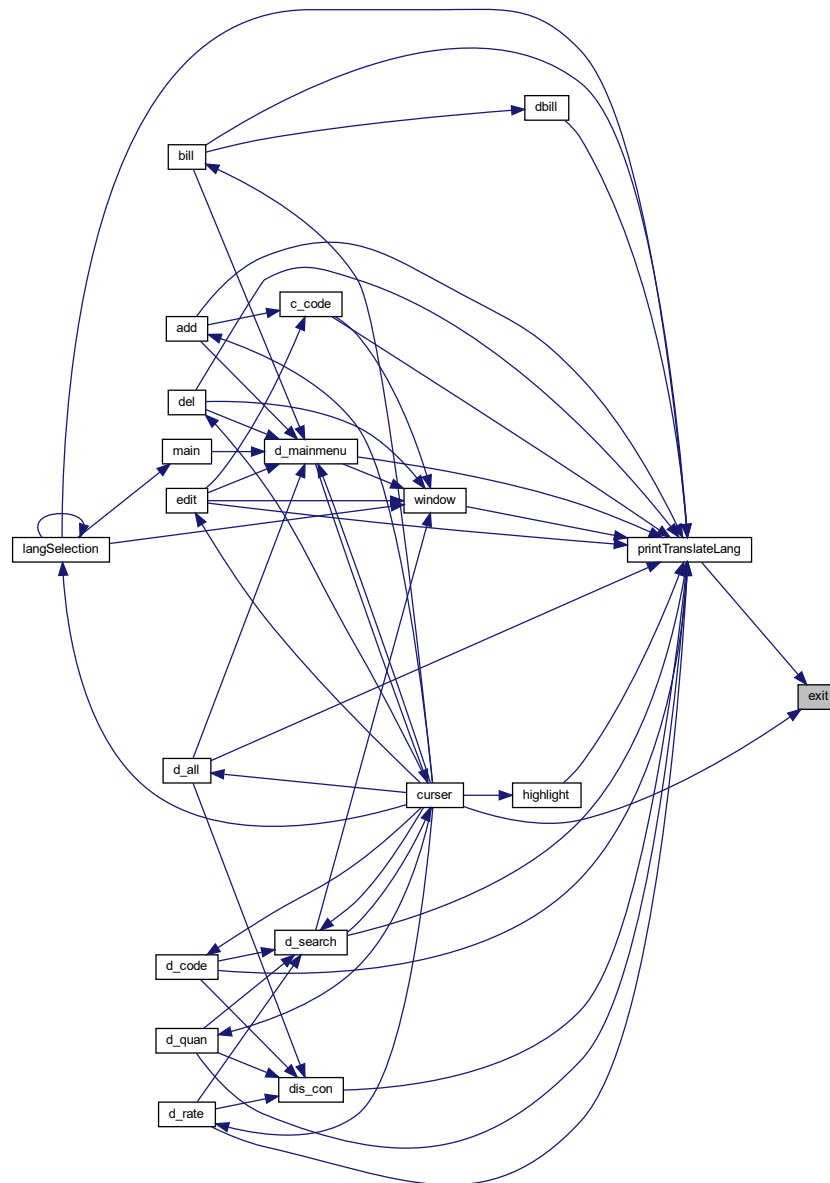 dbill
bill
c_code
add
del
main
d_mainmenu
edit
window
langSelection
printTranslateLang
exit
d_all
curser
highlight
d_search
d_code
d_quan
dis_con
d_rate